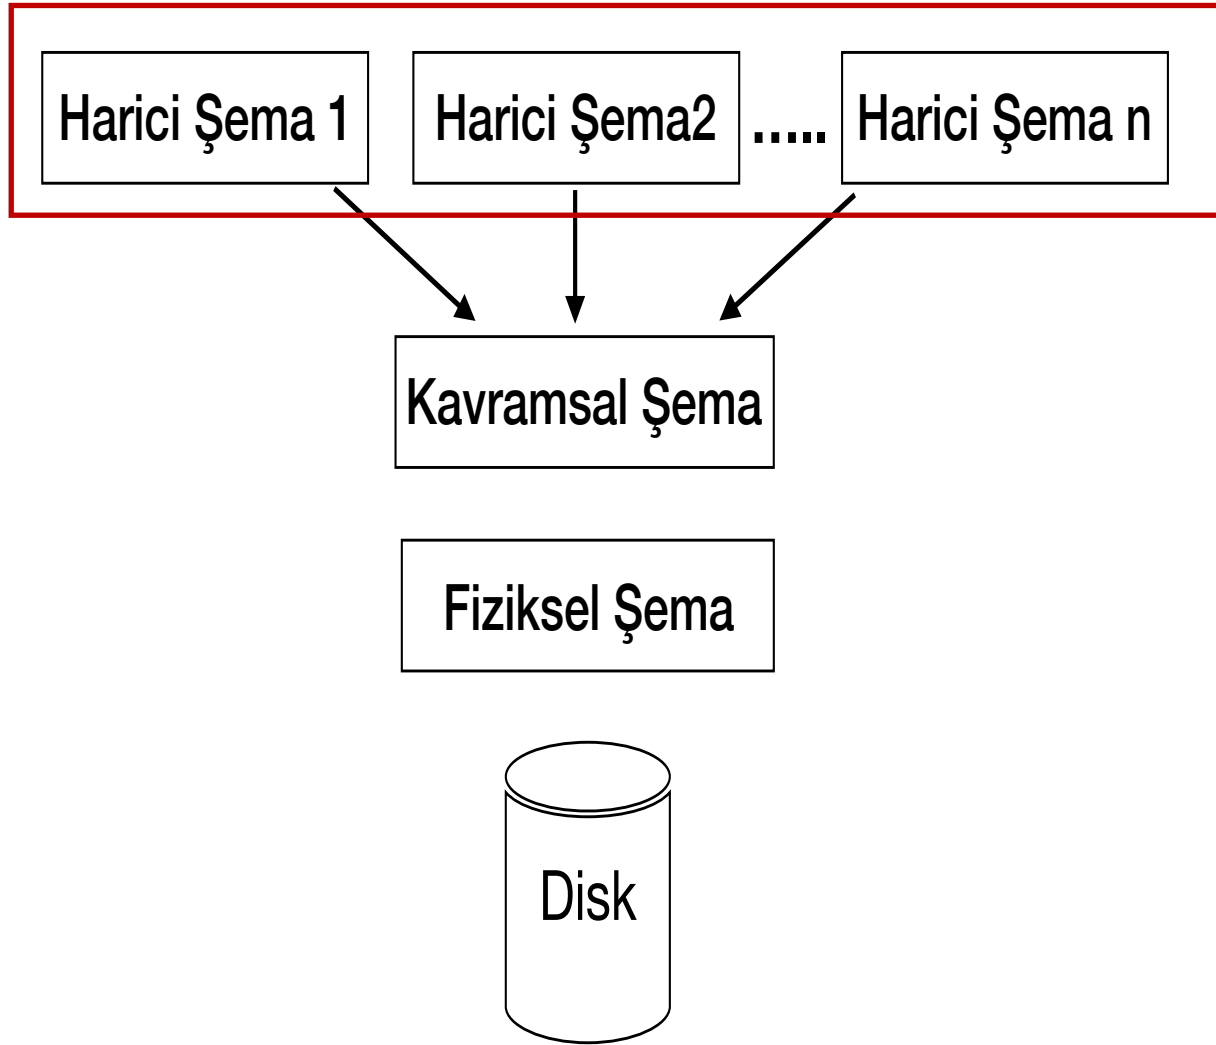 Harici Şema 1 Harici Şema2 ..... Harici Şema n
Kavramsal Şema
Fiziksel Şema
Disk